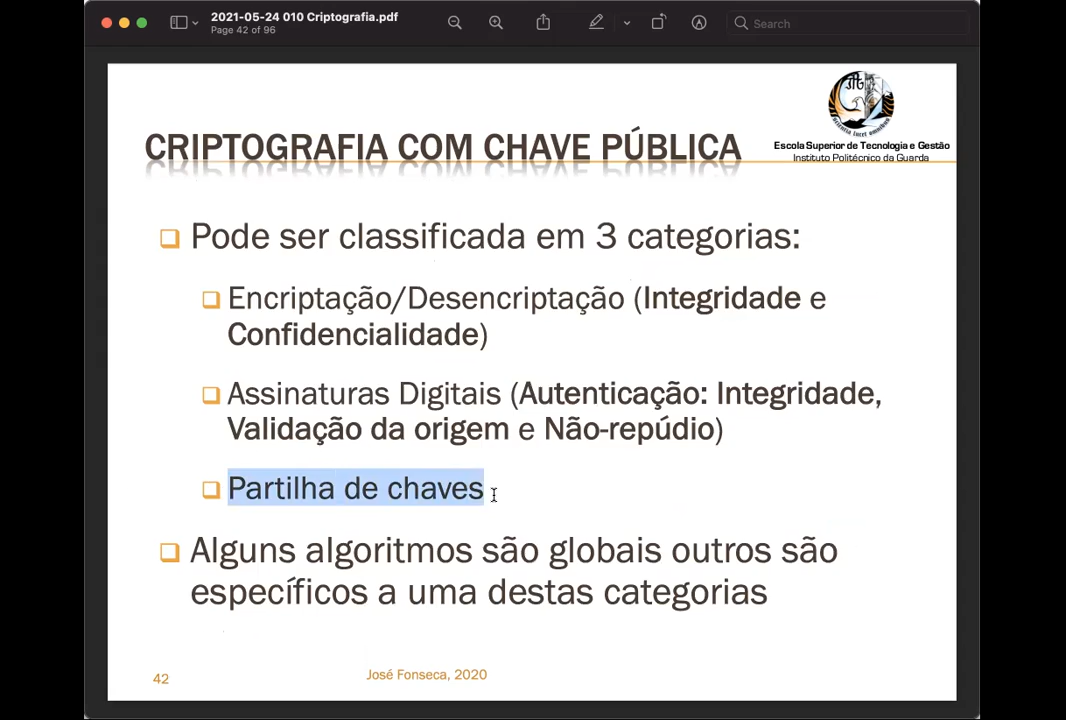 2021-05-24 010 Criptografia.pdf
Page 42 of 96
Search
CRIPTOGRAFIA COM CHAVE PÚBLICA
Escola Superior de Tecnologia e Gestão
Instituto Politécnico da Guarda
Pode ser classificada em 3 categorias:
Encriptação/Desencriptação (Integridade e
Confidencialidade)
Assinaturas Digitais (Autenticação: Integridade,
Validação da origem e Não-repúdio)
Partilha de chaves
Alguns algoritmos são globais outros são
específicos a uma destas categorias
42
José Fonseca, 2020